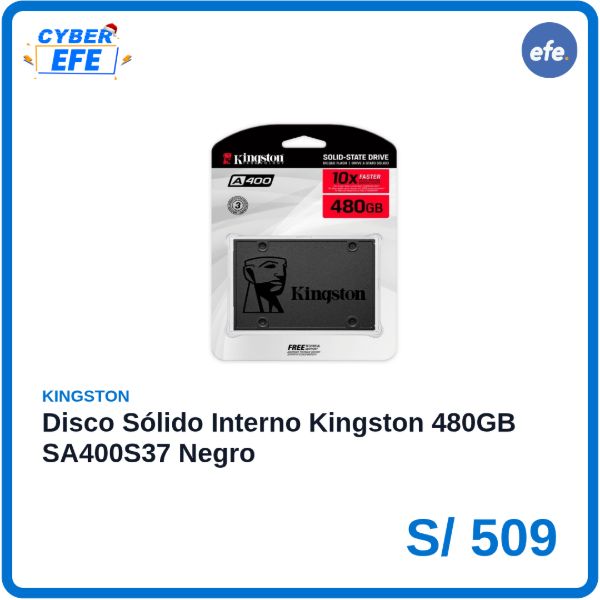 CYBER
EFE
efe.
Kingston
SOLID-STATE DRIVE
A400
10x FASTER
480GB
3
Kingston
FREE
KINGSTON
Disco Sólido Interno Kingston 480GB
SA400S37 Negro
S/ 509